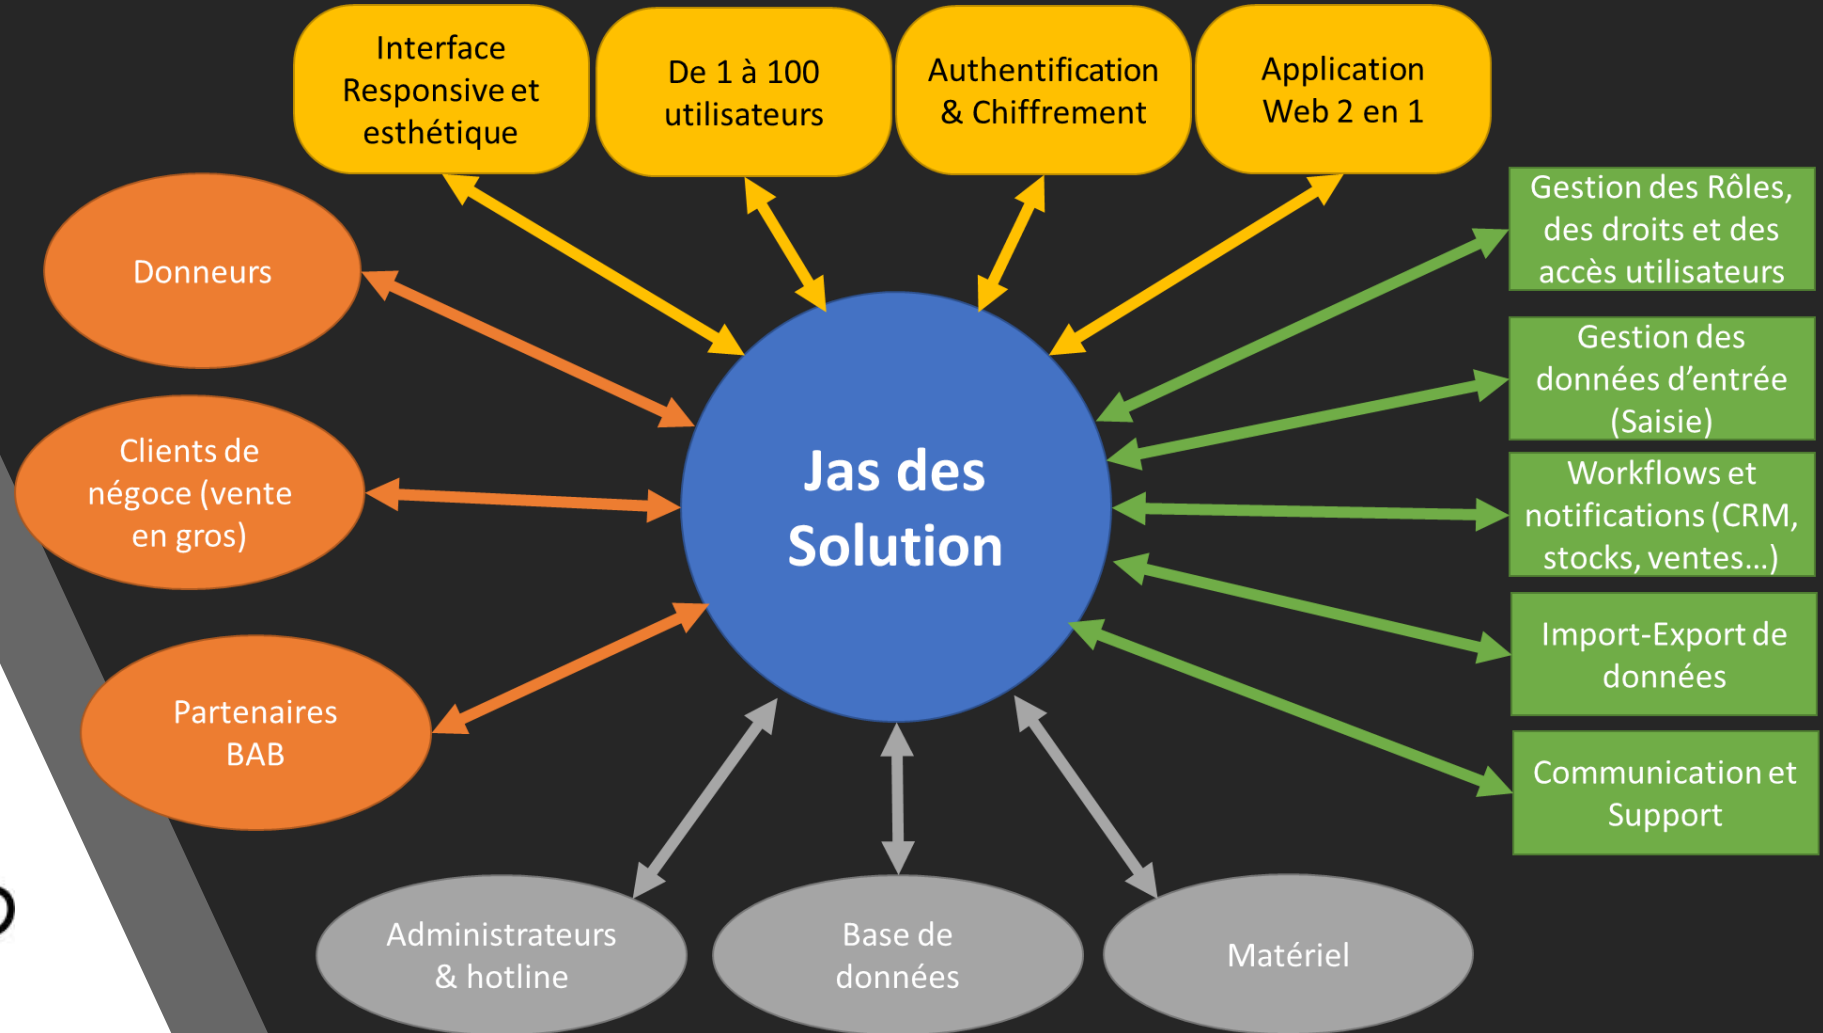 Interface
Responsive et
esthétique
De 1 à 100
utilisateurs
Authentification
& Chiffrement
Application
Web 2 en 1
Donneurs
Clients de
négoce (vente
en gros)
Partenaires
BAB
Jas des
Solution
Gestion des Rôles,
des droits et des
accès utilisateurs
Gestion des
données d’entrée
(Saisie)
Workflows et
notifications (CRM,
stocks, ventes…)
Import-Export de
données
Communication et
Support
Administrateurs
& hotline
Base de
données
Matériel